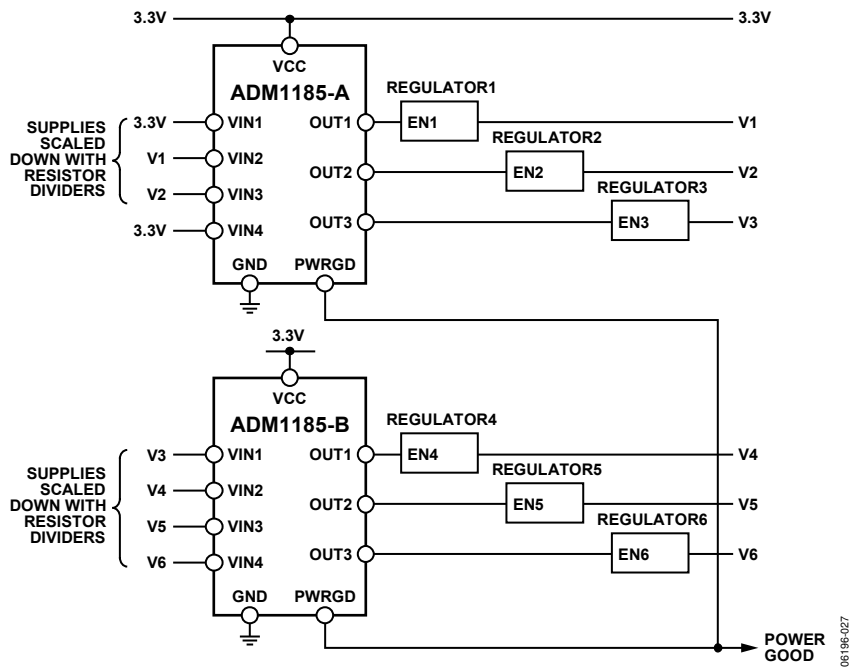 3.3V
3.3V
VCC
ADM1185-A
REGULATOR1
SUPPLIES
SCALED
DOWN WITH
RESISTOR
DIVIDERS
3.3V
VIN1
OUT1
EN1
V1
REGULATOR2
V1
VIN2
OUT2
EN2
V2
REGULATOR3
V2
VIN3
OUT3
EN3
V3
3.3V
VIN4
GND
PWRGD
3.3V
VCC
ADM1185-B
REGULATOR4
SUPPLIES
SCALED
DOWN WITH
RESISTOR
DIVIDERS
V3
VIN1
OUT1
EN4
V4
REGULATOR5
V4
VIN2
OUT2
EN5
V5
REGULATOR6
V5
VIN3
OUT3
EN6
V6
V6
VIN4
GND
PWRGD
POWER
GOOD
06196-027